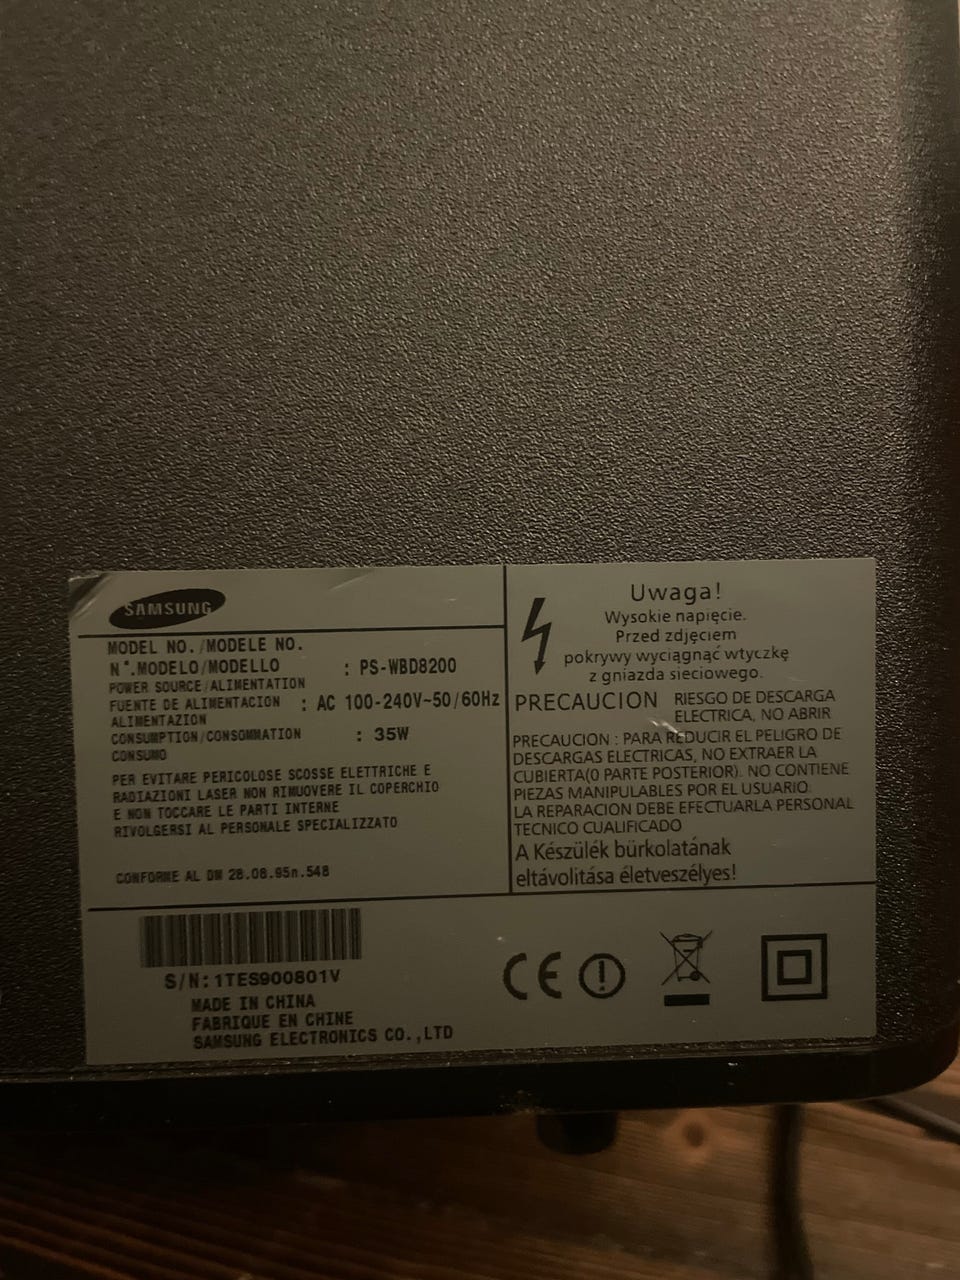 SAMSUNG
MODEL NO./MODELE NO.
N°.MODELO/MODELLO : PS-WBD8200
POWER SOURCE/ALIMENTATION
FUENTE DE ALIMENTACION : AC 100-240V~50/60Hz
ALIMENTAZION
CONSUMPTION/CONSOMMATION : 35W
CONSUMO
PER EVITARE PERICOLOSE SCOSSE ELETTRICHE E
RADIAZIONI LASER NON RIMUOVERE IL COPERCHIO
E NON TOCCARE LE PARTI INTERNE
RIVOLGERSI AL PERSONALE SPECIALIZZATO
CONFORME AL DM 28.08.95n.548
Uwaga!
Wysokie napięcie.
Przed zdjęciem
pokrywy wyciągnąć wtyczkę
z gniazda sieciowego.
PRECAUCION RIESGO DE DESCARGA
ELECTRICA, NO ABRIR
PRECAUCION : PARA REDUCIR EL PELIGRO DE
DESCARGAS ELECTRICAS, NO EXTRAER LA
CUBIERTA(O PARTE POSTERIOR). NO CONTIENE
PIEZAS MANIPULABLES POR EL USUARIO.
LA REPARACION DEBE EFECTUARLA PERSONAL
TECNICO CUALIFICADO
A Készülék bürkolatának
eltávolitása életveszélyes!
S/N:1TES900801V
MADE IN CHINA
FABRIQUE EN CHINE
SAMSUNG ELECTRONICS CO.,LTD
CE